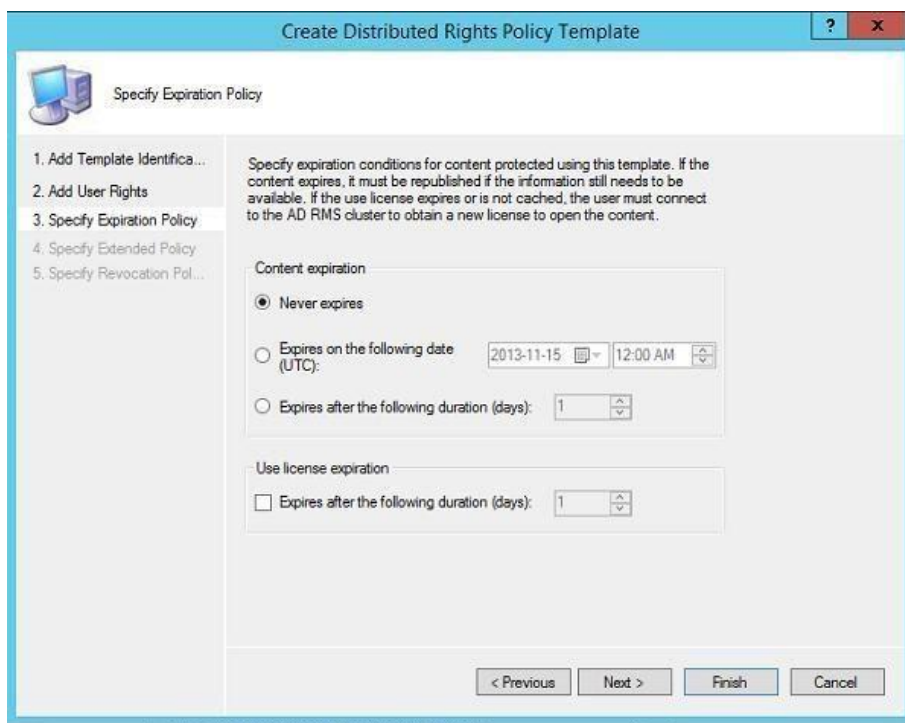 Create Distributed Rights Policy Template
?
x
Specify Expiration Policy
1. Add Template Identifica...
2. Add User Rights
3. Specify Expiration Policy
4. Specify Extended Policy
5. Specify Revocation Pol...
Specify expiration conditions for content protected using this template. If the
content expires, it must be republished if the information still needs to be
available. If the use license expires or is not cached, the user must connect
to the AD RMS cluster to obtain a new license to open the content.
Content expiration
Never expires
Expires on the following date
(UTC):
2013-11-15
12:00 AM
Expires after the following duration (days):
1
Use license expiration
Expires after the following duration (days):
1
< Previous
Next >
Finish
Cancel